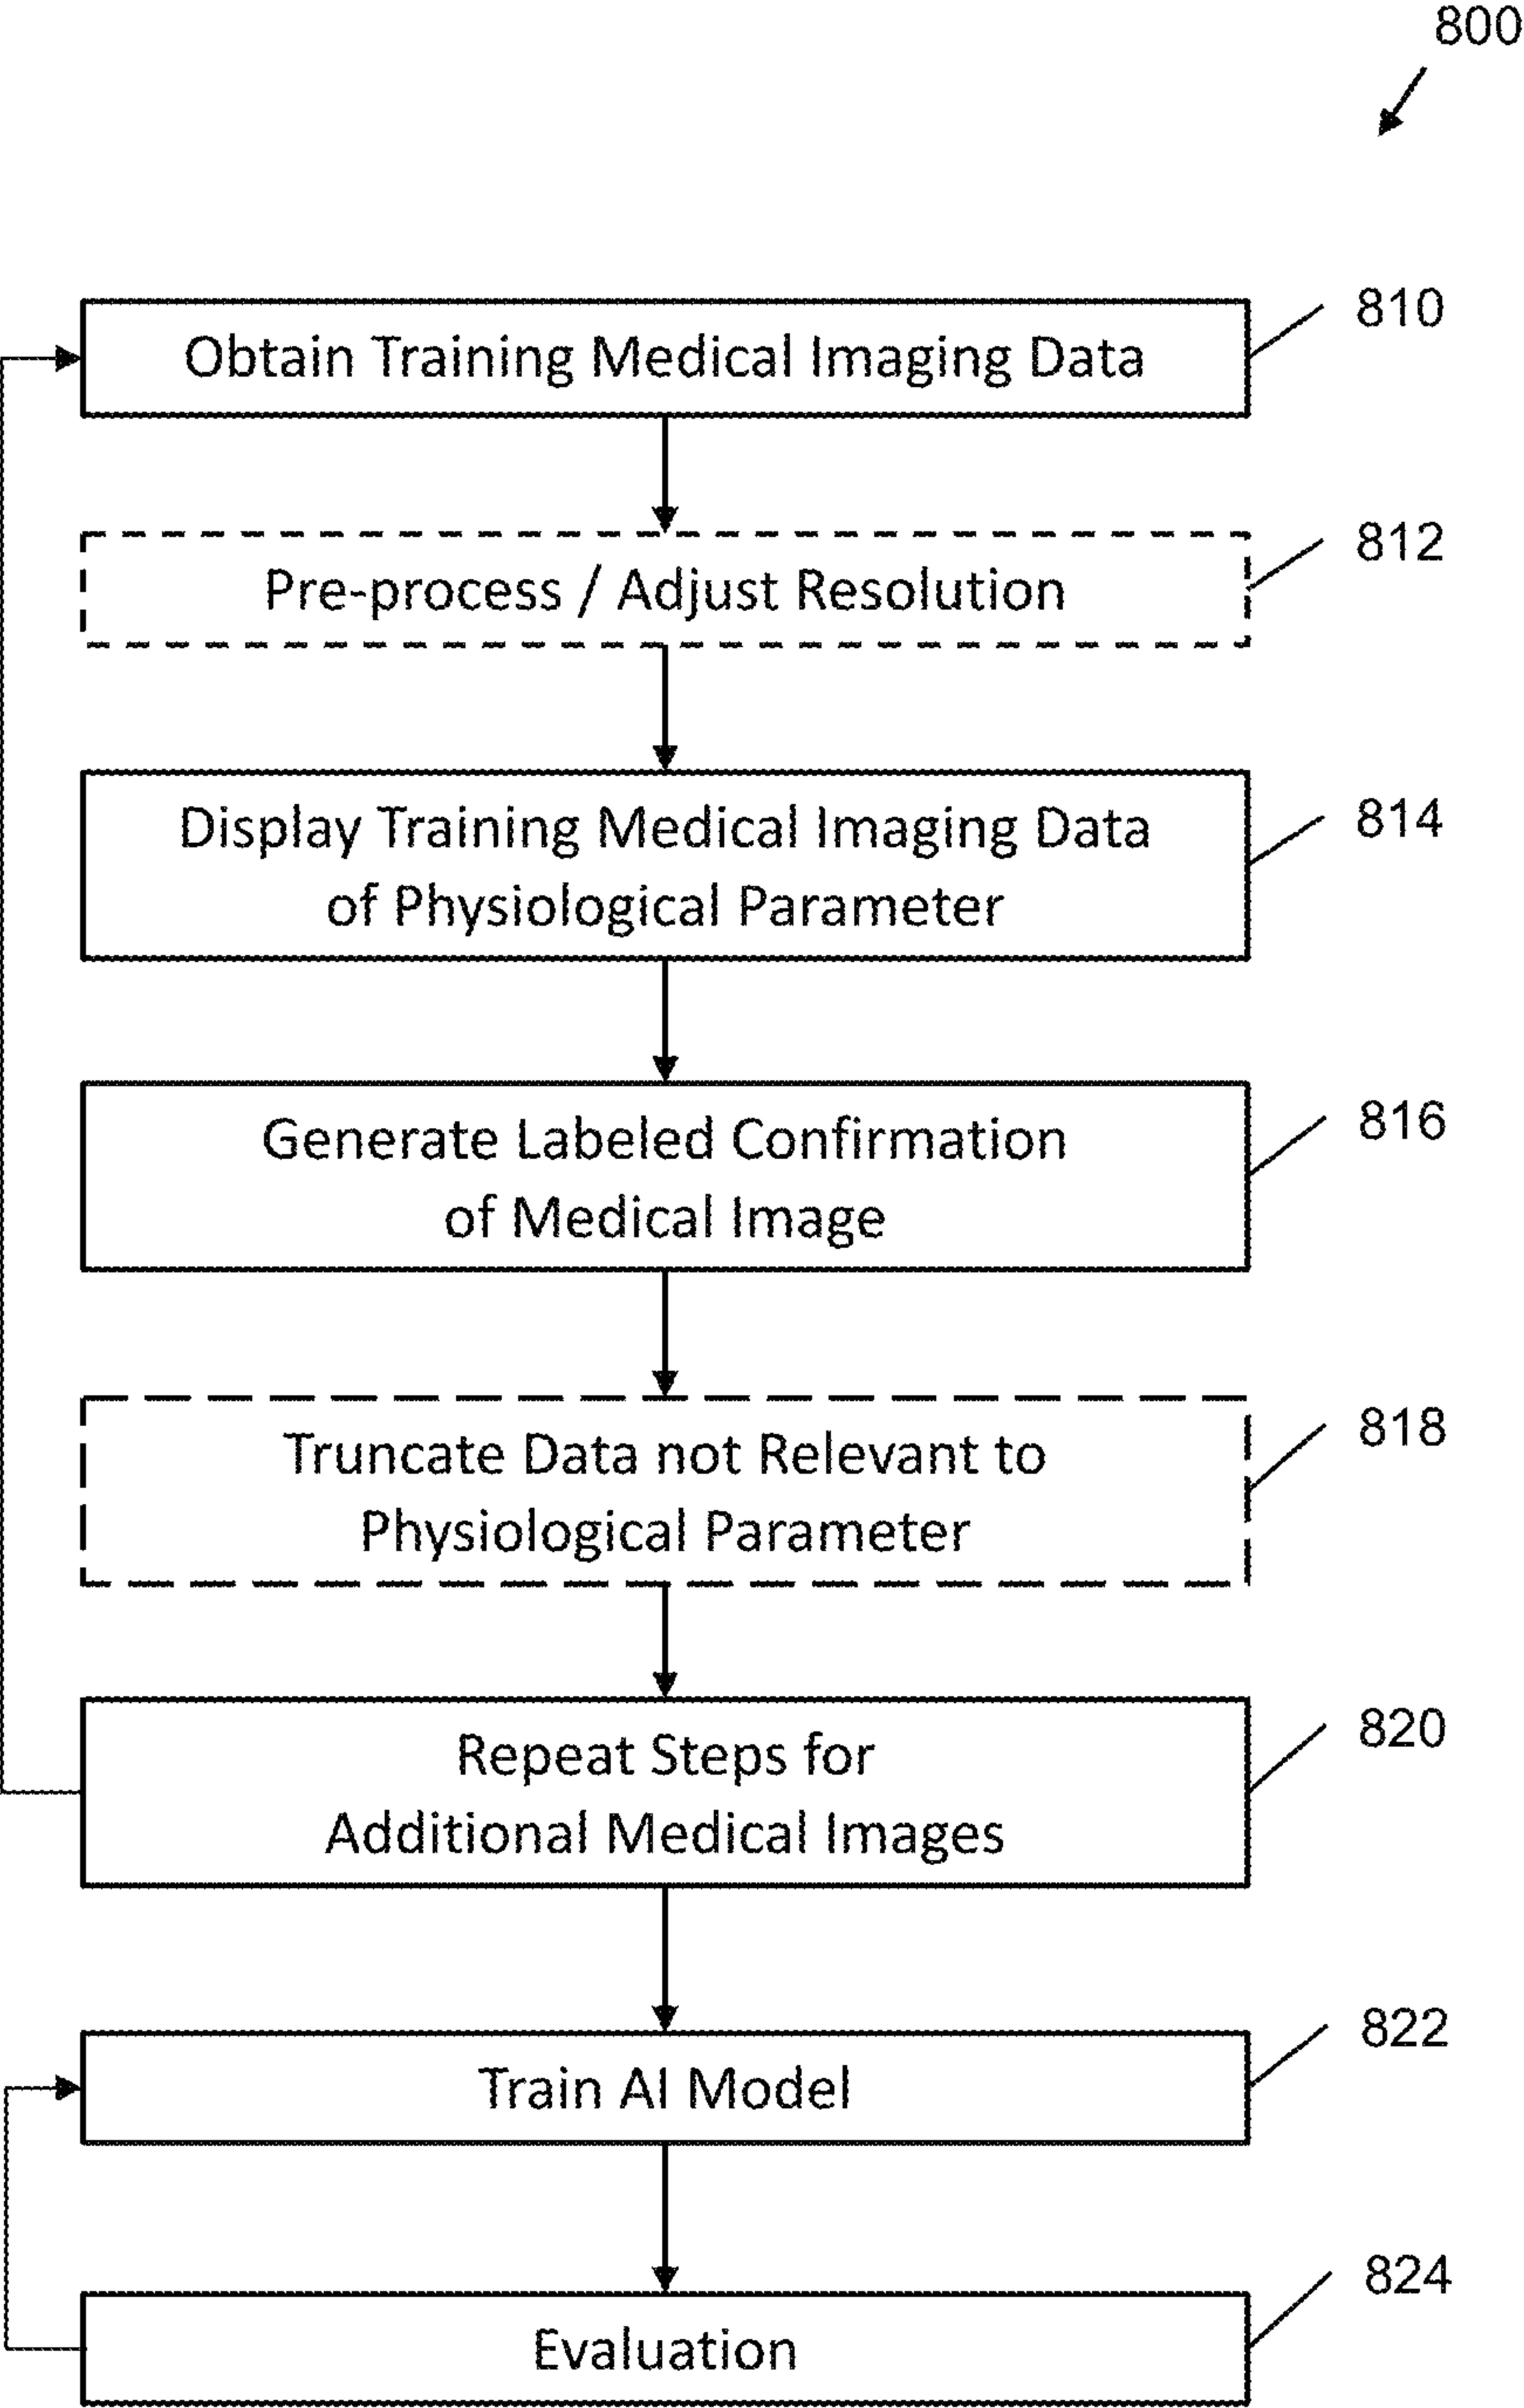 800
Obtain Training Medical Imaging Data
810
Pre-process / Adjust Resolution
812
Display Training Medical Imaging Data
of Physiological Parameter
814
Generate Labeled Confirmation
of Medical Image
816
Truncate Data not Relevant to
Physiological Parameter
818
Repeat Steps for
Additional Medical Images
820
Train AI Model
822
Evaluation
824